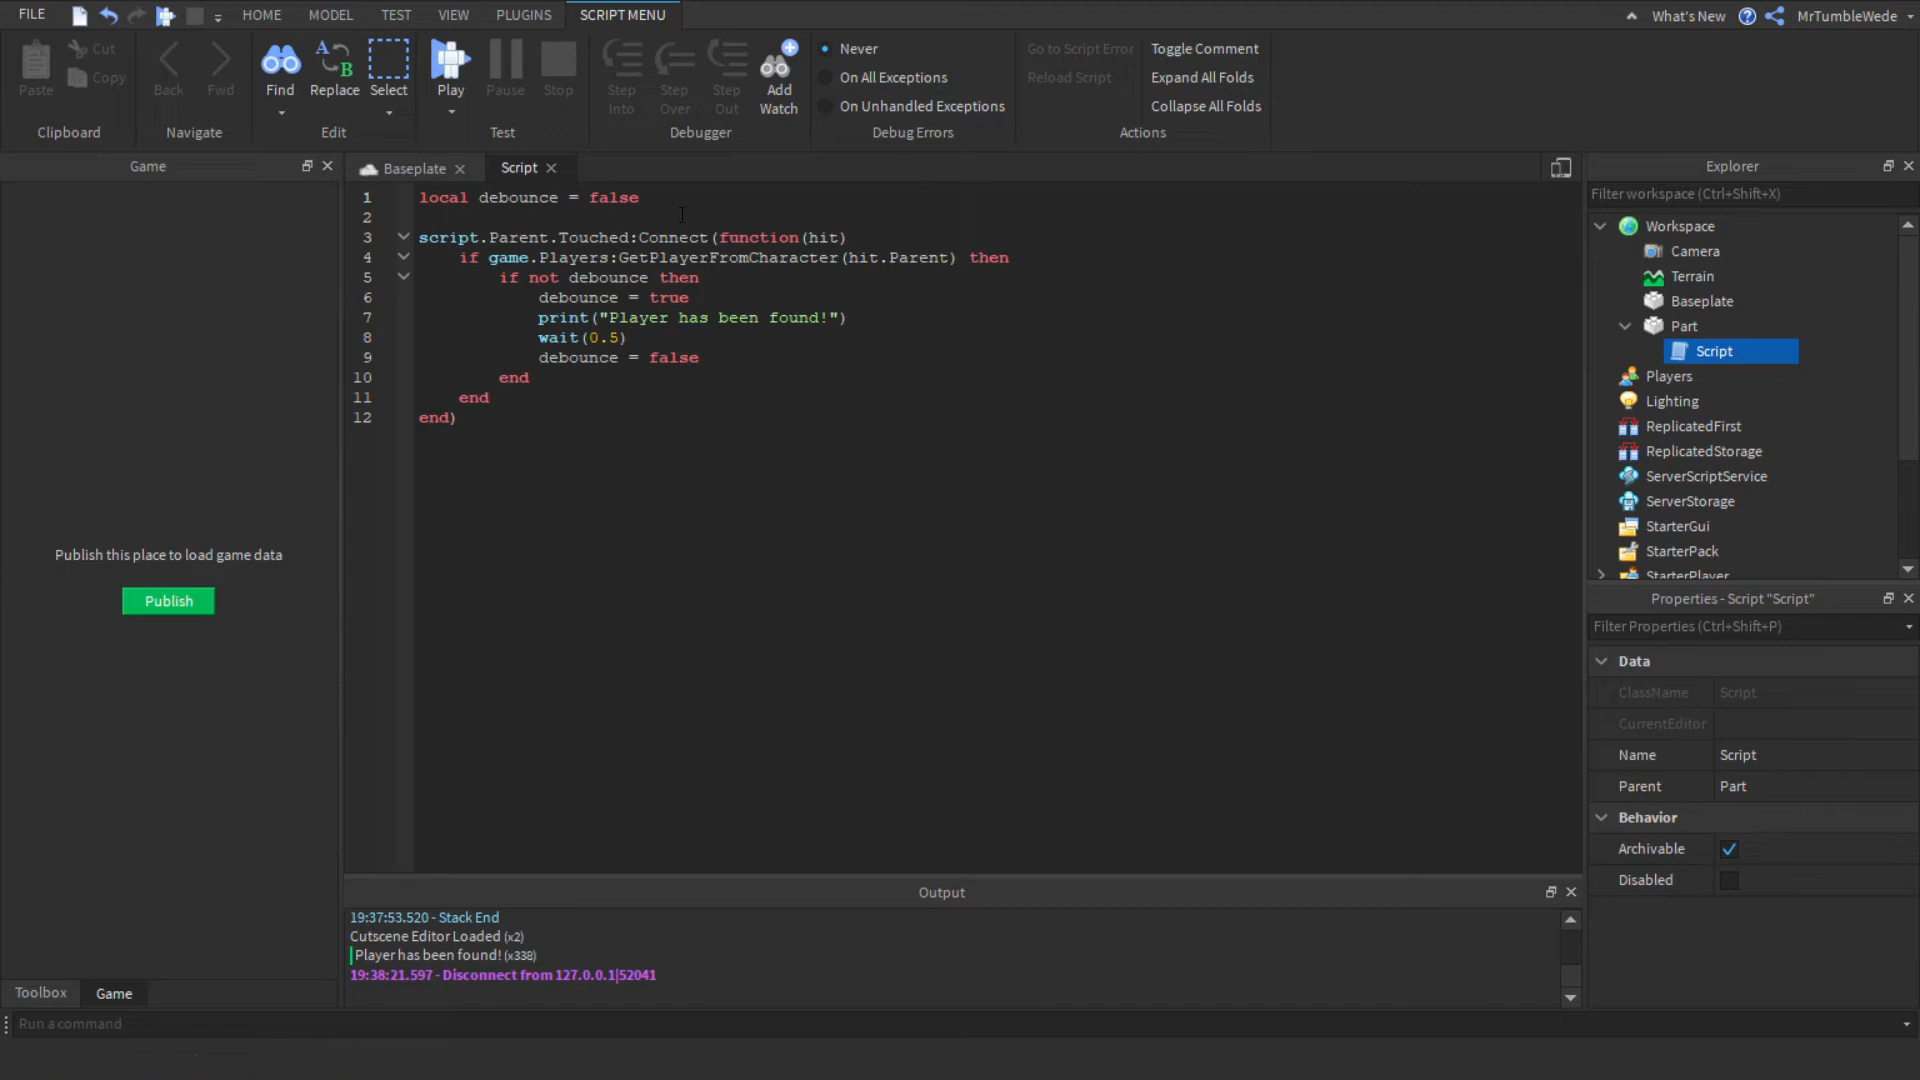 FILE
HOME
MODEL
TEST
VIEW
PLUGINS
SCRIPT MENU
What's New
MrTumbleWede
Paste
Cut
Copy
Clipboard
Back
Fwd
Navigate
Find
Replace
Select
Edit
Play
Pause
Stop
Test
Step Into
Step Over
Step Out
Add Watch
Debugger
Never
On All Exceptions
On Unhandled Exceptions
Debug Errors
Go to Script Error
Reload Script
Toggle Comment
Expand All Folds
Collapse All Folds
Actions
Game
Publish this place to load game data
Publish
Toolbox
Game
Baseplate
Script
1 local debounce = false
2
3 script.Parent.Touched:Connect(function(hit)
4 if game.Players:GetPlayerFromCharacter(hit.Parent) then
5 if not debounce then
6 debounce = true
7 print("Player has been found!")
8 wait(0.5)
9 debounce = false
10 end
11 end
12 end)
Output
19:37:53.520 - Stack End
Cutscene Editor Loaded (x2)
Player has been found! (x338)
19:38:21.597 - Disconnect from 127.0.0.1|52041
Run a command
Explorer
Filter workspace (Ctrl+Shift+X)
Workspace
Camera
Terrain
Baseplate
Part
Script
Players
Lighting
ReplicatedFirst
ReplicatedStorage
ServerScriptService
ServerStorage
StarterGui
StarterPack
StarterPlayer
Properties - Script "Script"
Filter Properties (Ctrl+Shift+P)
Data
ClassName Script
CurrentEditor
Name Script
Parent Part
Behavior
Archivable
Disabled